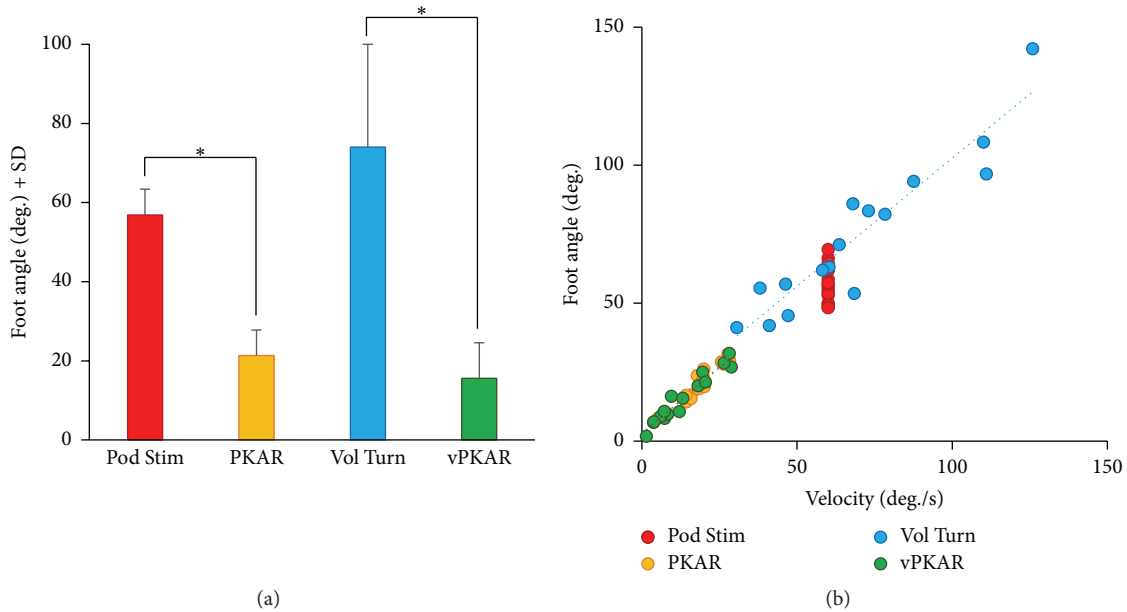 *
*
100
80
60
40
20
0
Foot angle (deg.) + SD
Pod Stim
PKAR
Vol Turn
vPKAR
(a)
150
100
50
0
Foot angle (deg.)
0
50
100
150
Velocity (deg./s)
Pod Stim
Vol Turn
PKAR
vPKAR
(b)